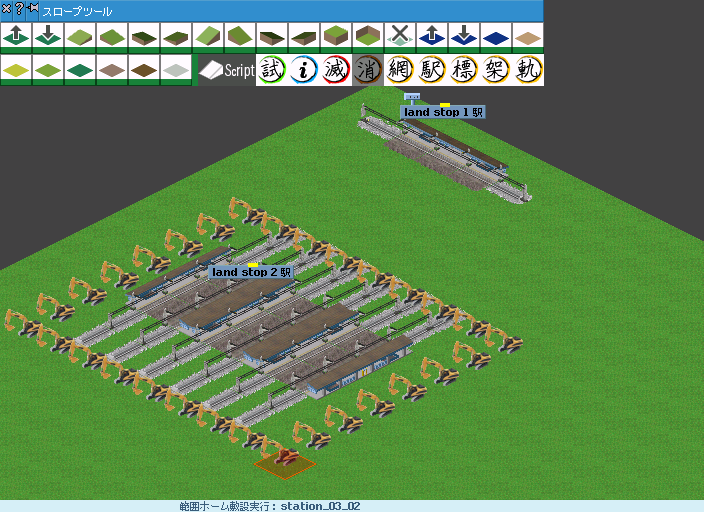 スロープツール
Script 試 i 滅 消 網 駅 標 架 軌
land stop 1 駅
land stop 2 駅
範囲ホーム敷設実行 : station_03_02